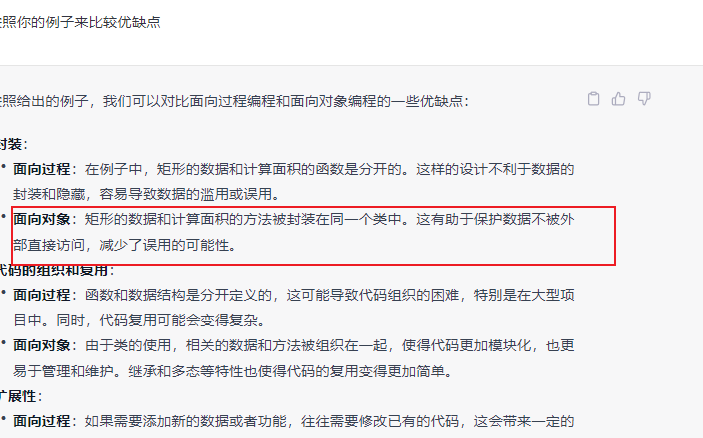 按照你的例子来比较优缺点
按照给出的例子，我们可以对比面向过程编程和面向对象编程的一些优缺点：
封装：
• 面向过程：在例子中，矩形的数据和计算面积的函数是分开的。这样的设计不利于数据的
封装和隐藏，容易导致数据的滥用或误用。
• 面向对象：矩形的数据和计算面积的方法被封装在同一个类中。这有助于保护数据不被外
部直接访问，减少了误用的可能性。
代码的组织和复用：
• 面向过程：函数和数据结构是分开定义的，这可能导致代码组织的困难，特别是在大型项
目中。同时，代码复用可能会变得复杂。
• 面向对象：由于类的使用，相关的数据和方法被组织在一起，使得代码更加模块化，也更
易于管理和维护。继承和多态等特性也使得代码的复用变得更加简单。
扩展性：
• 面向过程：如果需要添加新的数据或者功能，往往需要修改已有的代码，这会带来一定的